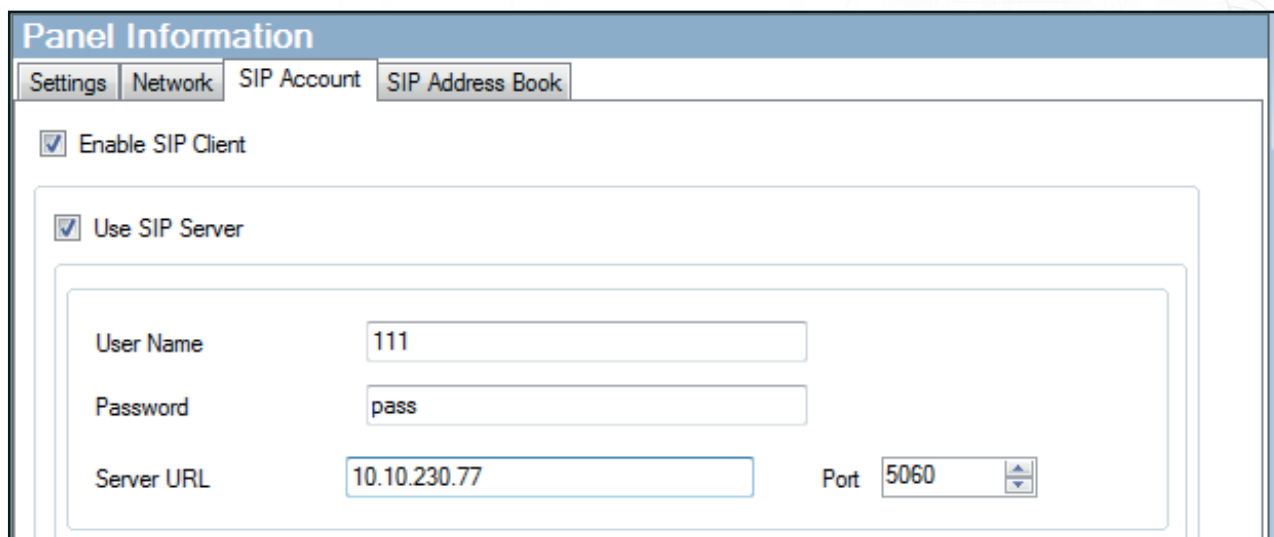 Panel Information
Settings Network SIP Account SIP Address Book
Enable SIP Client
Use SIP Server
User Name 111
Password pass
Server URL 10.10.230.77 Port 5060